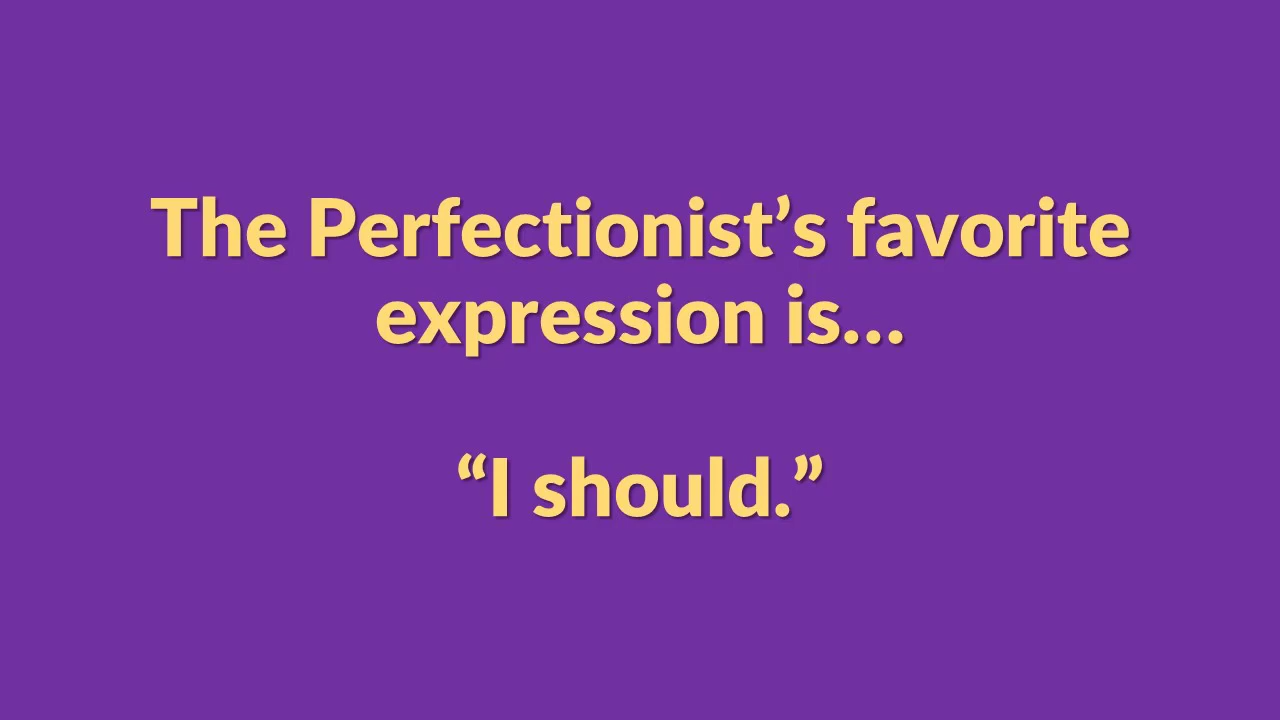 The Perfectionist’s favorite
expression is…
“I should.”